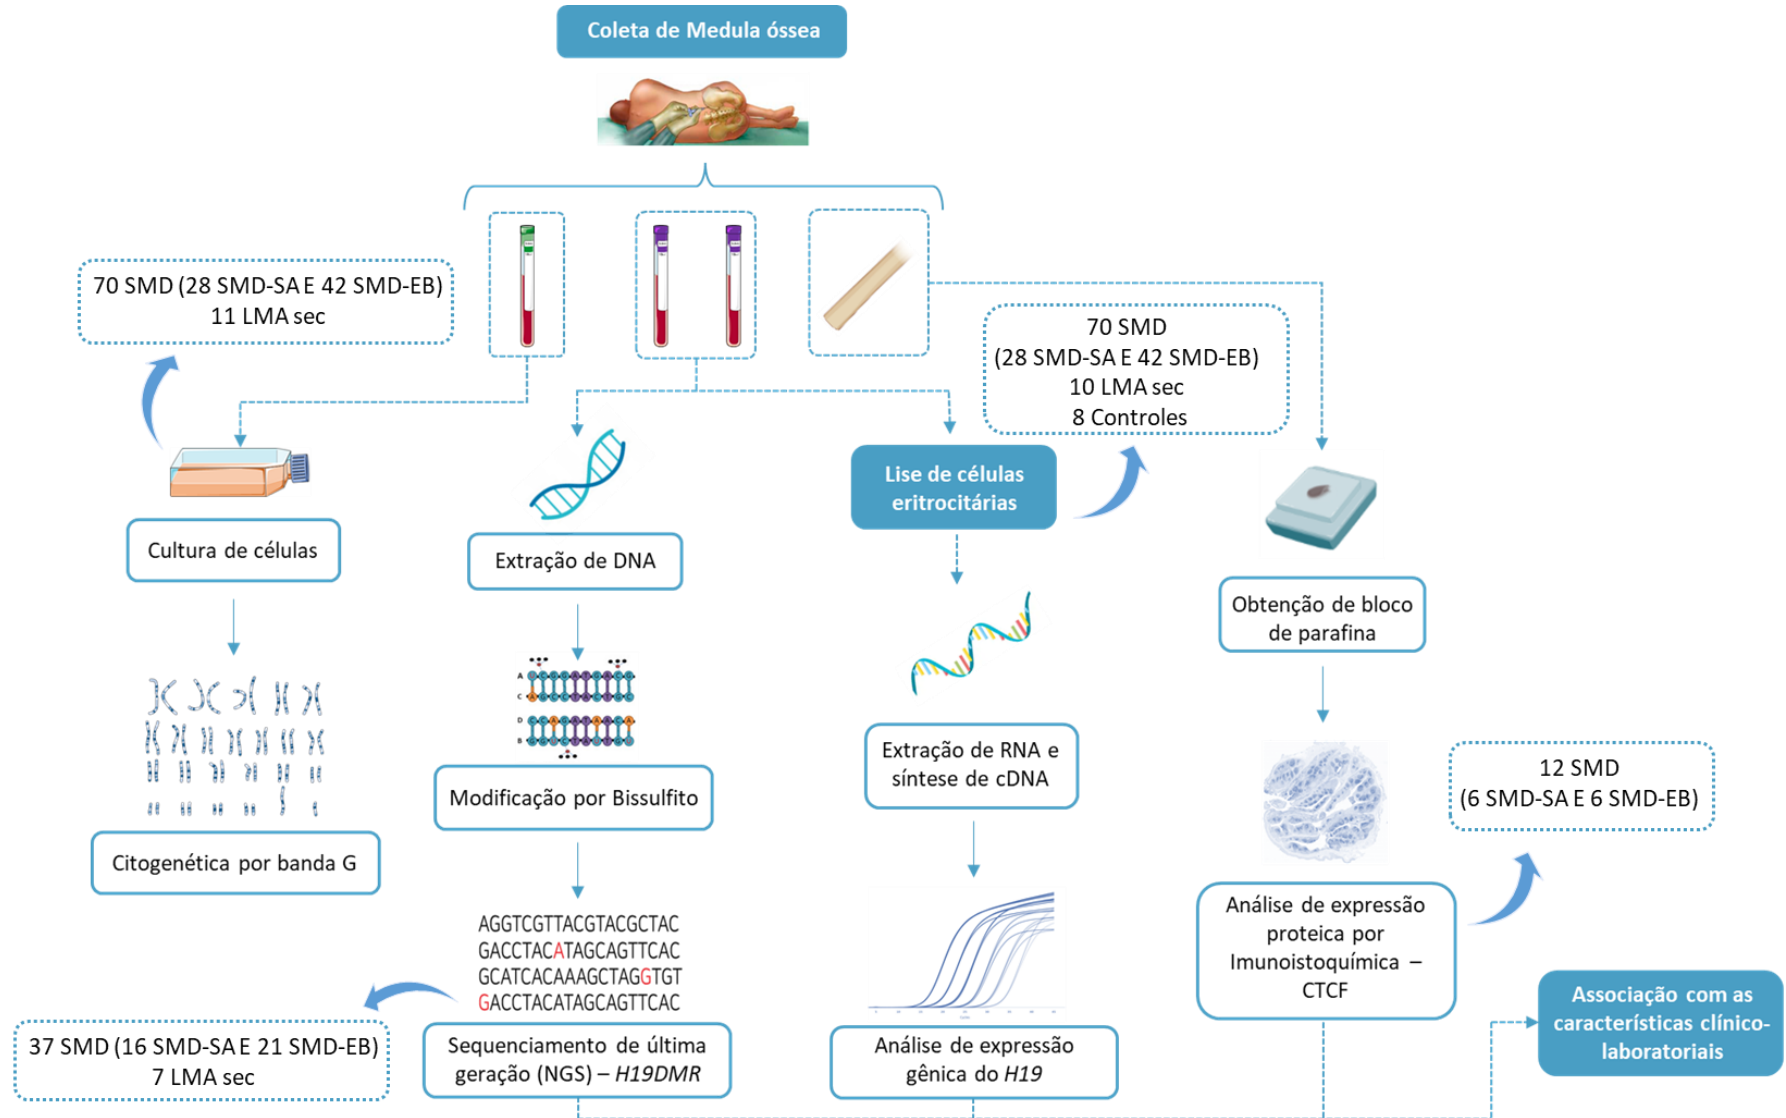 Coleta de Medula óssea
70 SMD (28 SMD-SA E 42 SMD-EB)
11 LMA sec
70 SMD
(28 SMD-SA E 42 SMD-EB)
10 LMA sec
8 Controles
Lise de células
eritrocitárias
Cultura de células
Extração de DNA
Obtenção de bloco
de parafina
Extração de RNA e
síntese de cDNA
Modificação por Bissulfito
12 SMD
(6 SMD-SA E 6 SMD-EB)
Citogenética por banda G
Análise de expressão
proteica por
Imunoistoquímica –
CTCF
AGGTCGTTACGTACGCTAC
GACCTACATAGCAGTTCAC
GCATCACAAAGCTAGGTGT
GACCTACATAGCAGTTCAC
Associação com as
características clínico-
laboratoriais
37 SMD (16 SMD-SA E 21 SMD-EB)
7 LMA sec
Sequenciamento de última
geração (NGS) – H19DMR
Análise de expressão
gênica do H19